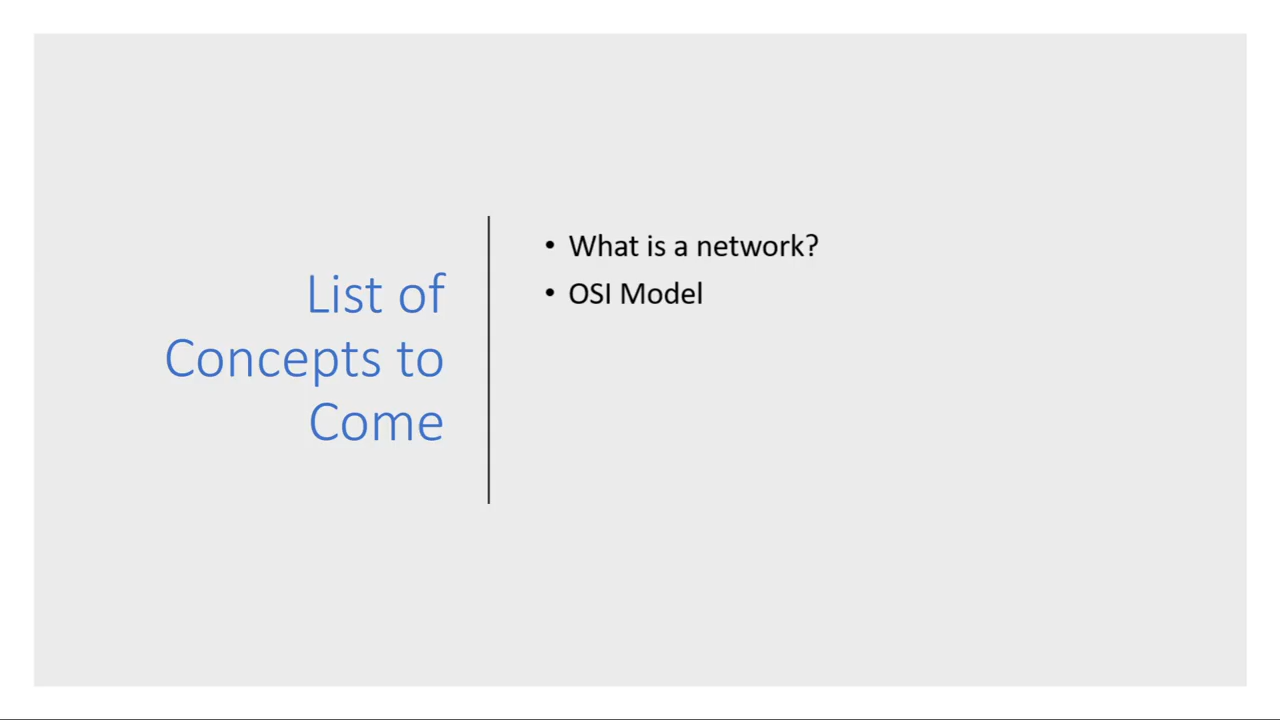 List of
Concepts to
Come
• What is a network?
• OSI Model